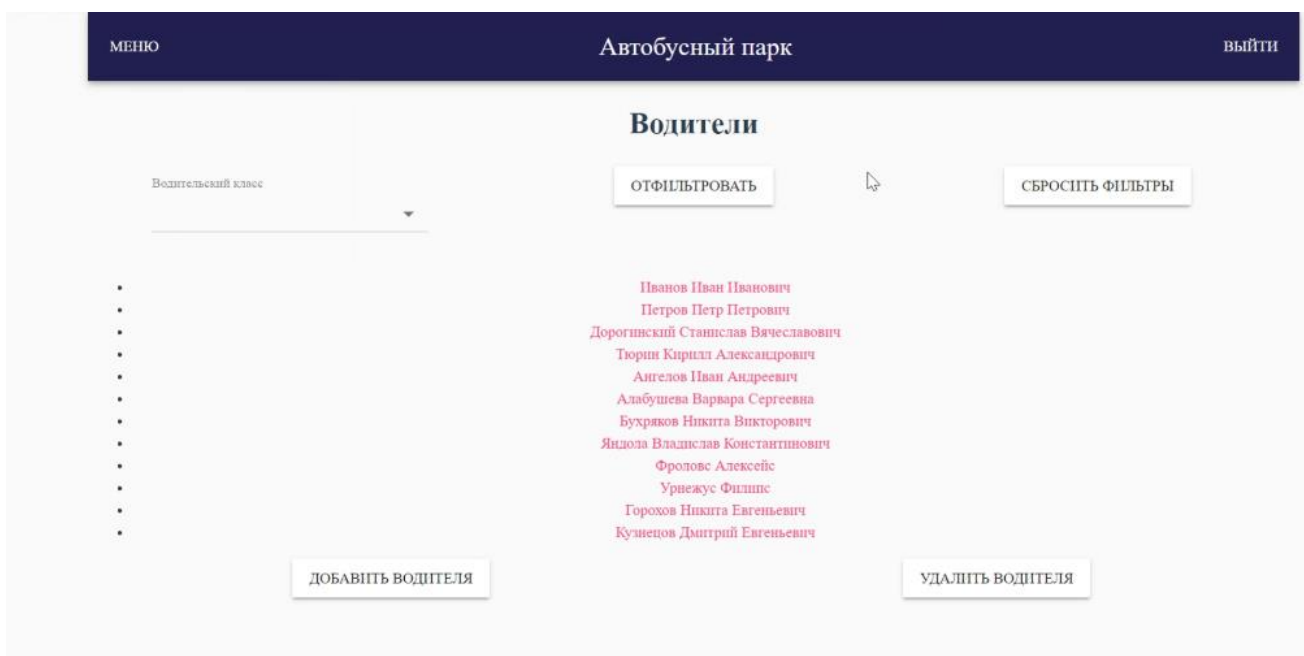 МЕНЮ
Автобусный парк
ВЫЙТИ
Водители
Водительский класс
ОТФИЛЬТРОВАТЬ
СБРОСИТЬ ФИЛЬТРЫ
Иванов Иван Иванович
Петров Петр Петрович
Дорогинский Станислав Вячеславович
Тюрин Кирилл Александрович
Ангелов Иван Андреевич
Алабушева Варвара Сергеевна
Бухряков Никита Викторович
Яндола Владислав Константинович
Фроловс Алексейс
Урнежус Филипс
Горохов Никита Евгеньевич
Кузнецов Дмитрий Евгеньевич
ДОБАВИТЬ ВОДИТЕЛЯ
УДАЛИТЬ ВОДИТЕЛЯ